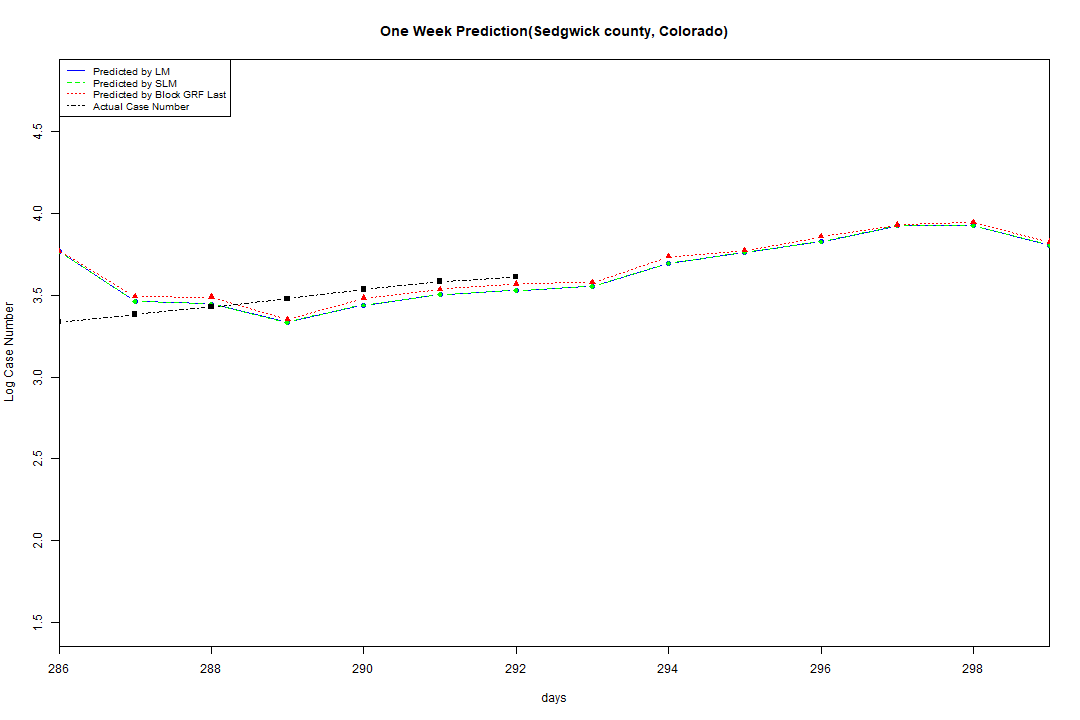 One Week Prediction(Sedgwick county, Colorado)
Predicted by LM
Predicted by SLM
Predicted by Block GRF Last
Actual Case Number
Log Case Number
4.5
4.0
3.5
3.0
2.5
2.0
1.5
286 288 290 292 294 296 298
days